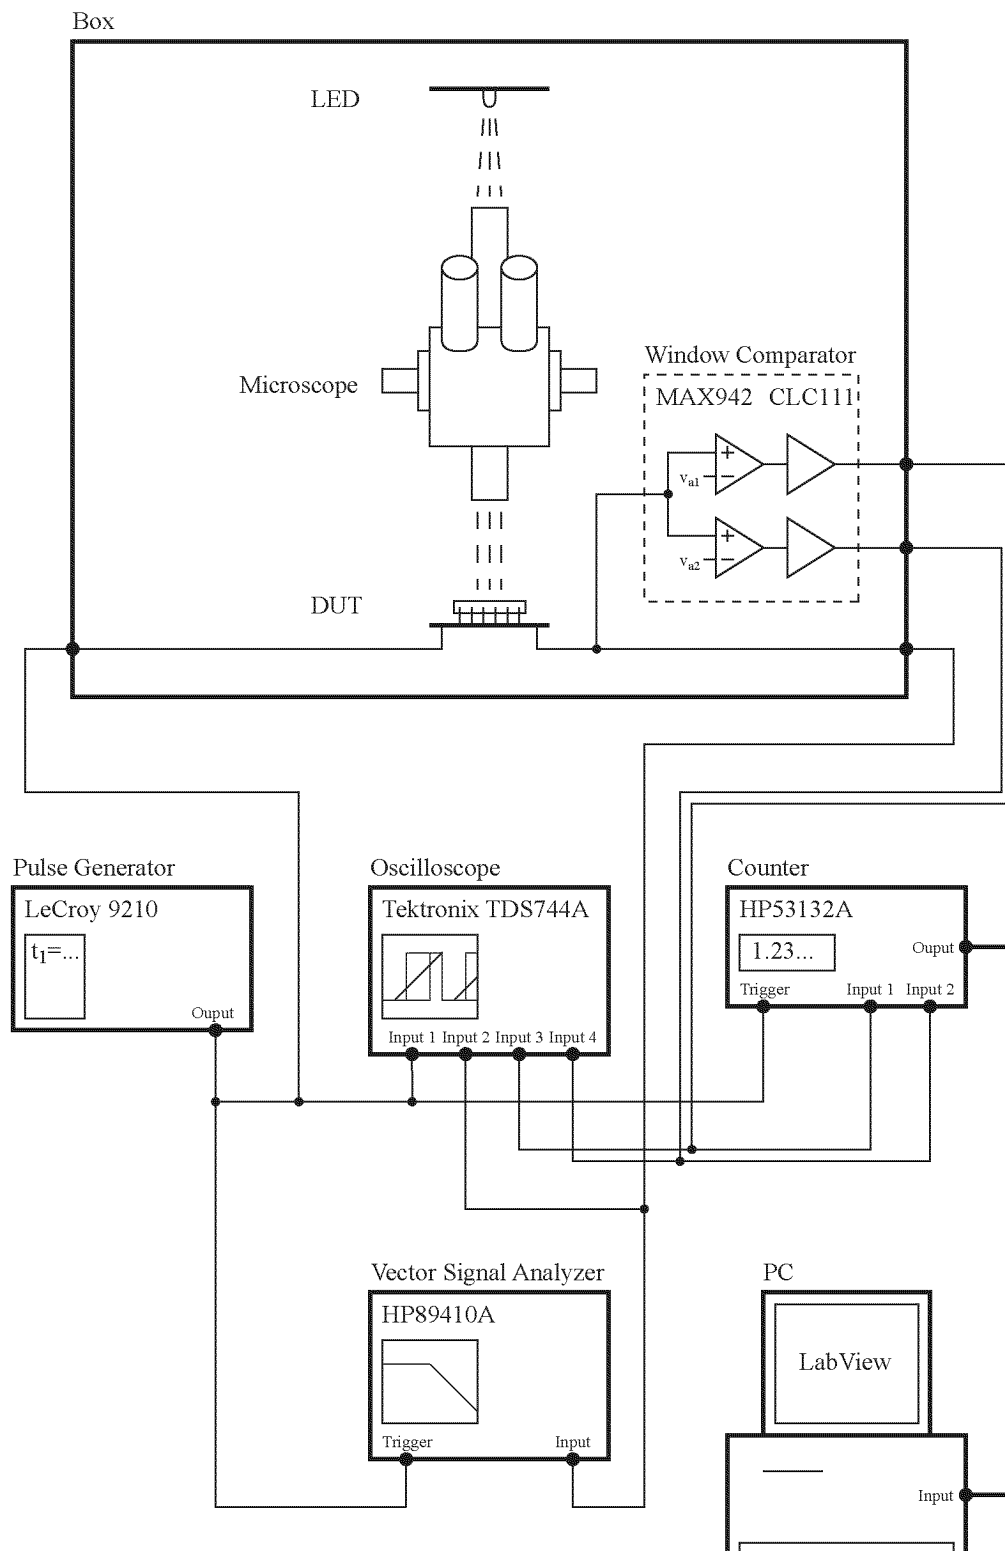 Box
LED
Microscope
Window Comparator
MAX942 CLC111
+
va1
−
+
va2
−
DUT
Pulse Generator
LeCroy 9210
t1=...
Ouput
Oscilloscope
Tektronix TDS744A
Input 1 Input 2 Input 3 Input 4
Counter
HP53132A
1.23...
Ouput
Trigger
Input 1 Input 2
Vector Signal Analyzer
HP89410A
Trigger
Input
PC
LabView
Input